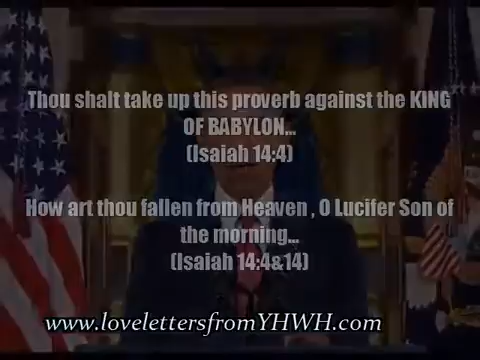 Thou shalt take up this proverb against the KING
OF BABYLON...
(Isaiah 14:4)
How art thou fallen from Heaven , O Lucifer Son of
the morning...
(Isaiah 14:4&14)
www.lovelettersfromYHWH.com